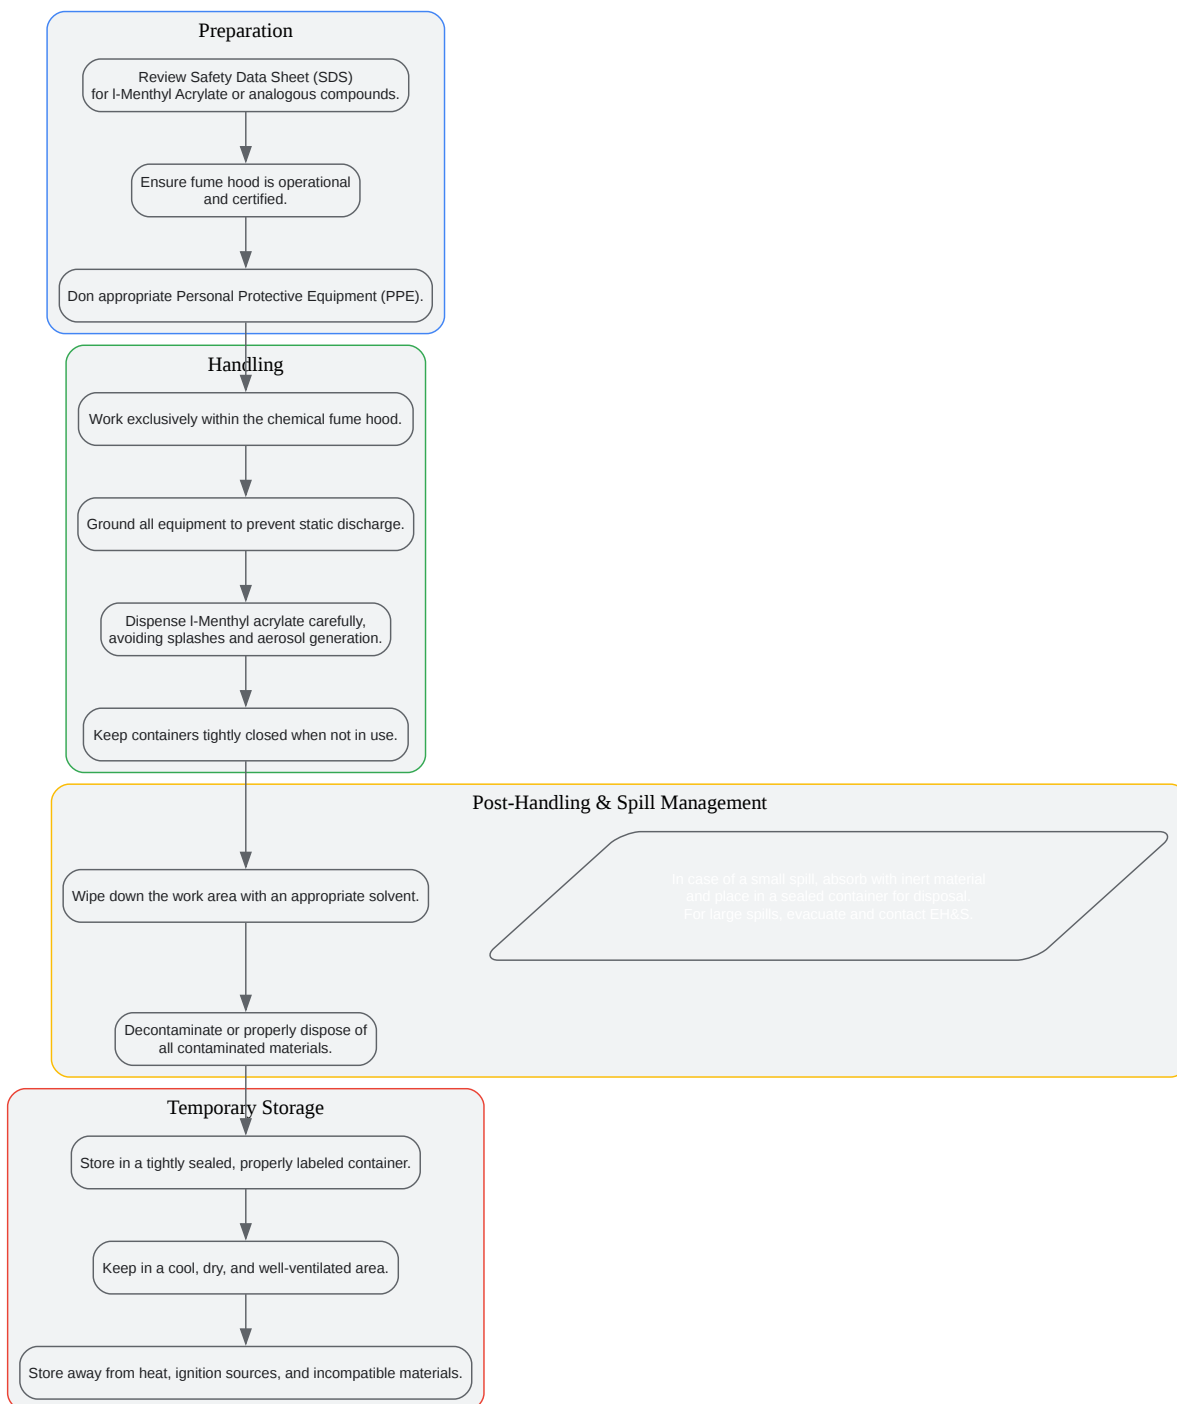 Preparation
Review Safety Data Sheet (SDS)
for l-Menthyl Acrylate or analogous compounds.
Ensure fume hood is operational
and certified.
Don appropriate Personal Protective Equipment (PPE).
Handling
Work exclusively within the chemical fume hood.
Ground all equipment to prevent static discharge.
Dispense l-Menthyl acrylate carefully,
avoiding splashes and aerosol generation.
Keep containers tightly closed when not in use.
Post-Handling & Spill Management
In case of a small spill, absorb with inert material
and place in a sealed container for disposal.
For large spills, evacuate and contact EH&S.
Wipe down the work area with an appropriate solvent.
Decontaminate or properly dispose of
all contaminated materials.
Temporary Storage
Store in a tightly sealed, properly labeled container.
Keep in a cool, dry, and well-ventilated area.
Store away from heat, ignition sources, and incompatible materials.